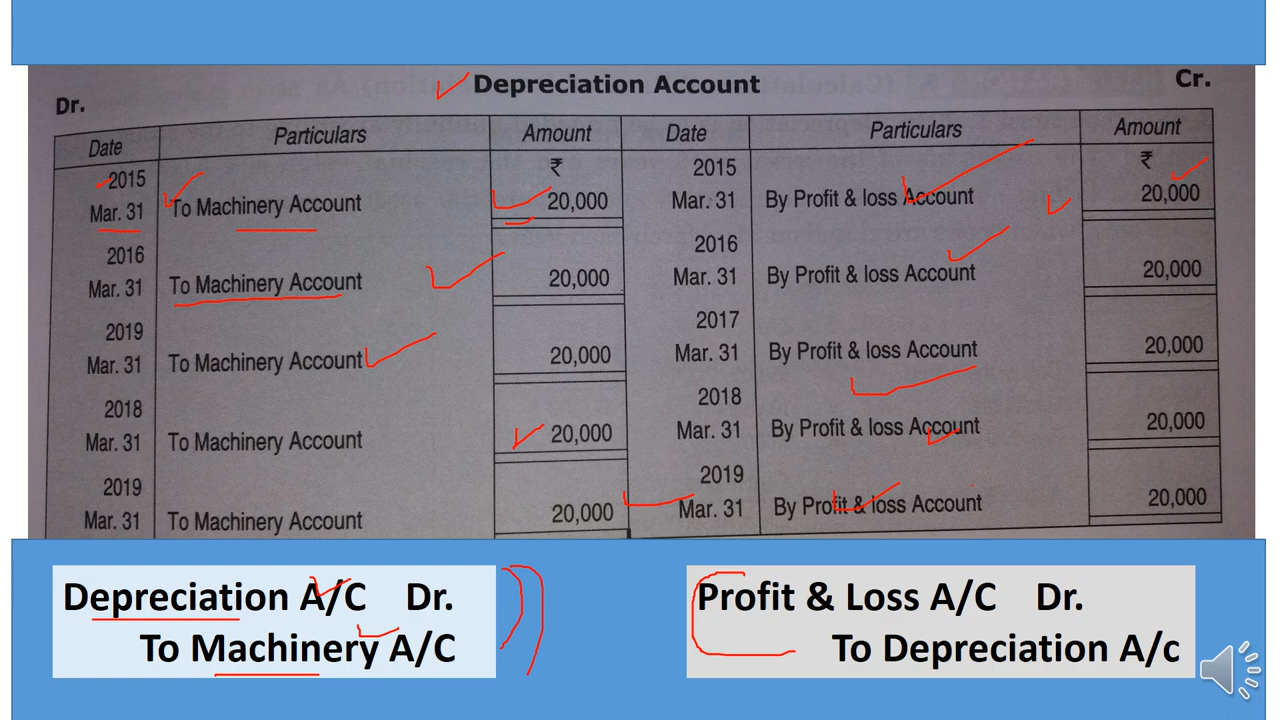 Depreciation Account
Dr. Cr.
Date Particulars Amount Date Particulars Amount
₹ ₹
2015 2015
Mar. 31 To Machinery Account 20,000 Mar. 31 By Profit & loss Account 20,000
2016 2016
Mar. 31 To Machinery Account 20,000 Mar. 31 By Profit & loss Account 20,000
2019 2017
Mar. 31 To Machinery Account 20,000 Mar. 31 By Profit & loss Account 20,000
2018 2018
Mar. 31 To Machinery Account 20,000 Mar. 31 By Profit & loss Account 20,000
2019 2019
Mar. 31 To Machinery Account 20,000 Mar. 31 By Profit & loss Account 20,000
Depreciation A/C Dr.
To Machinery A/C
Profit & Loss A/C Dr.
To Depreciation A/c